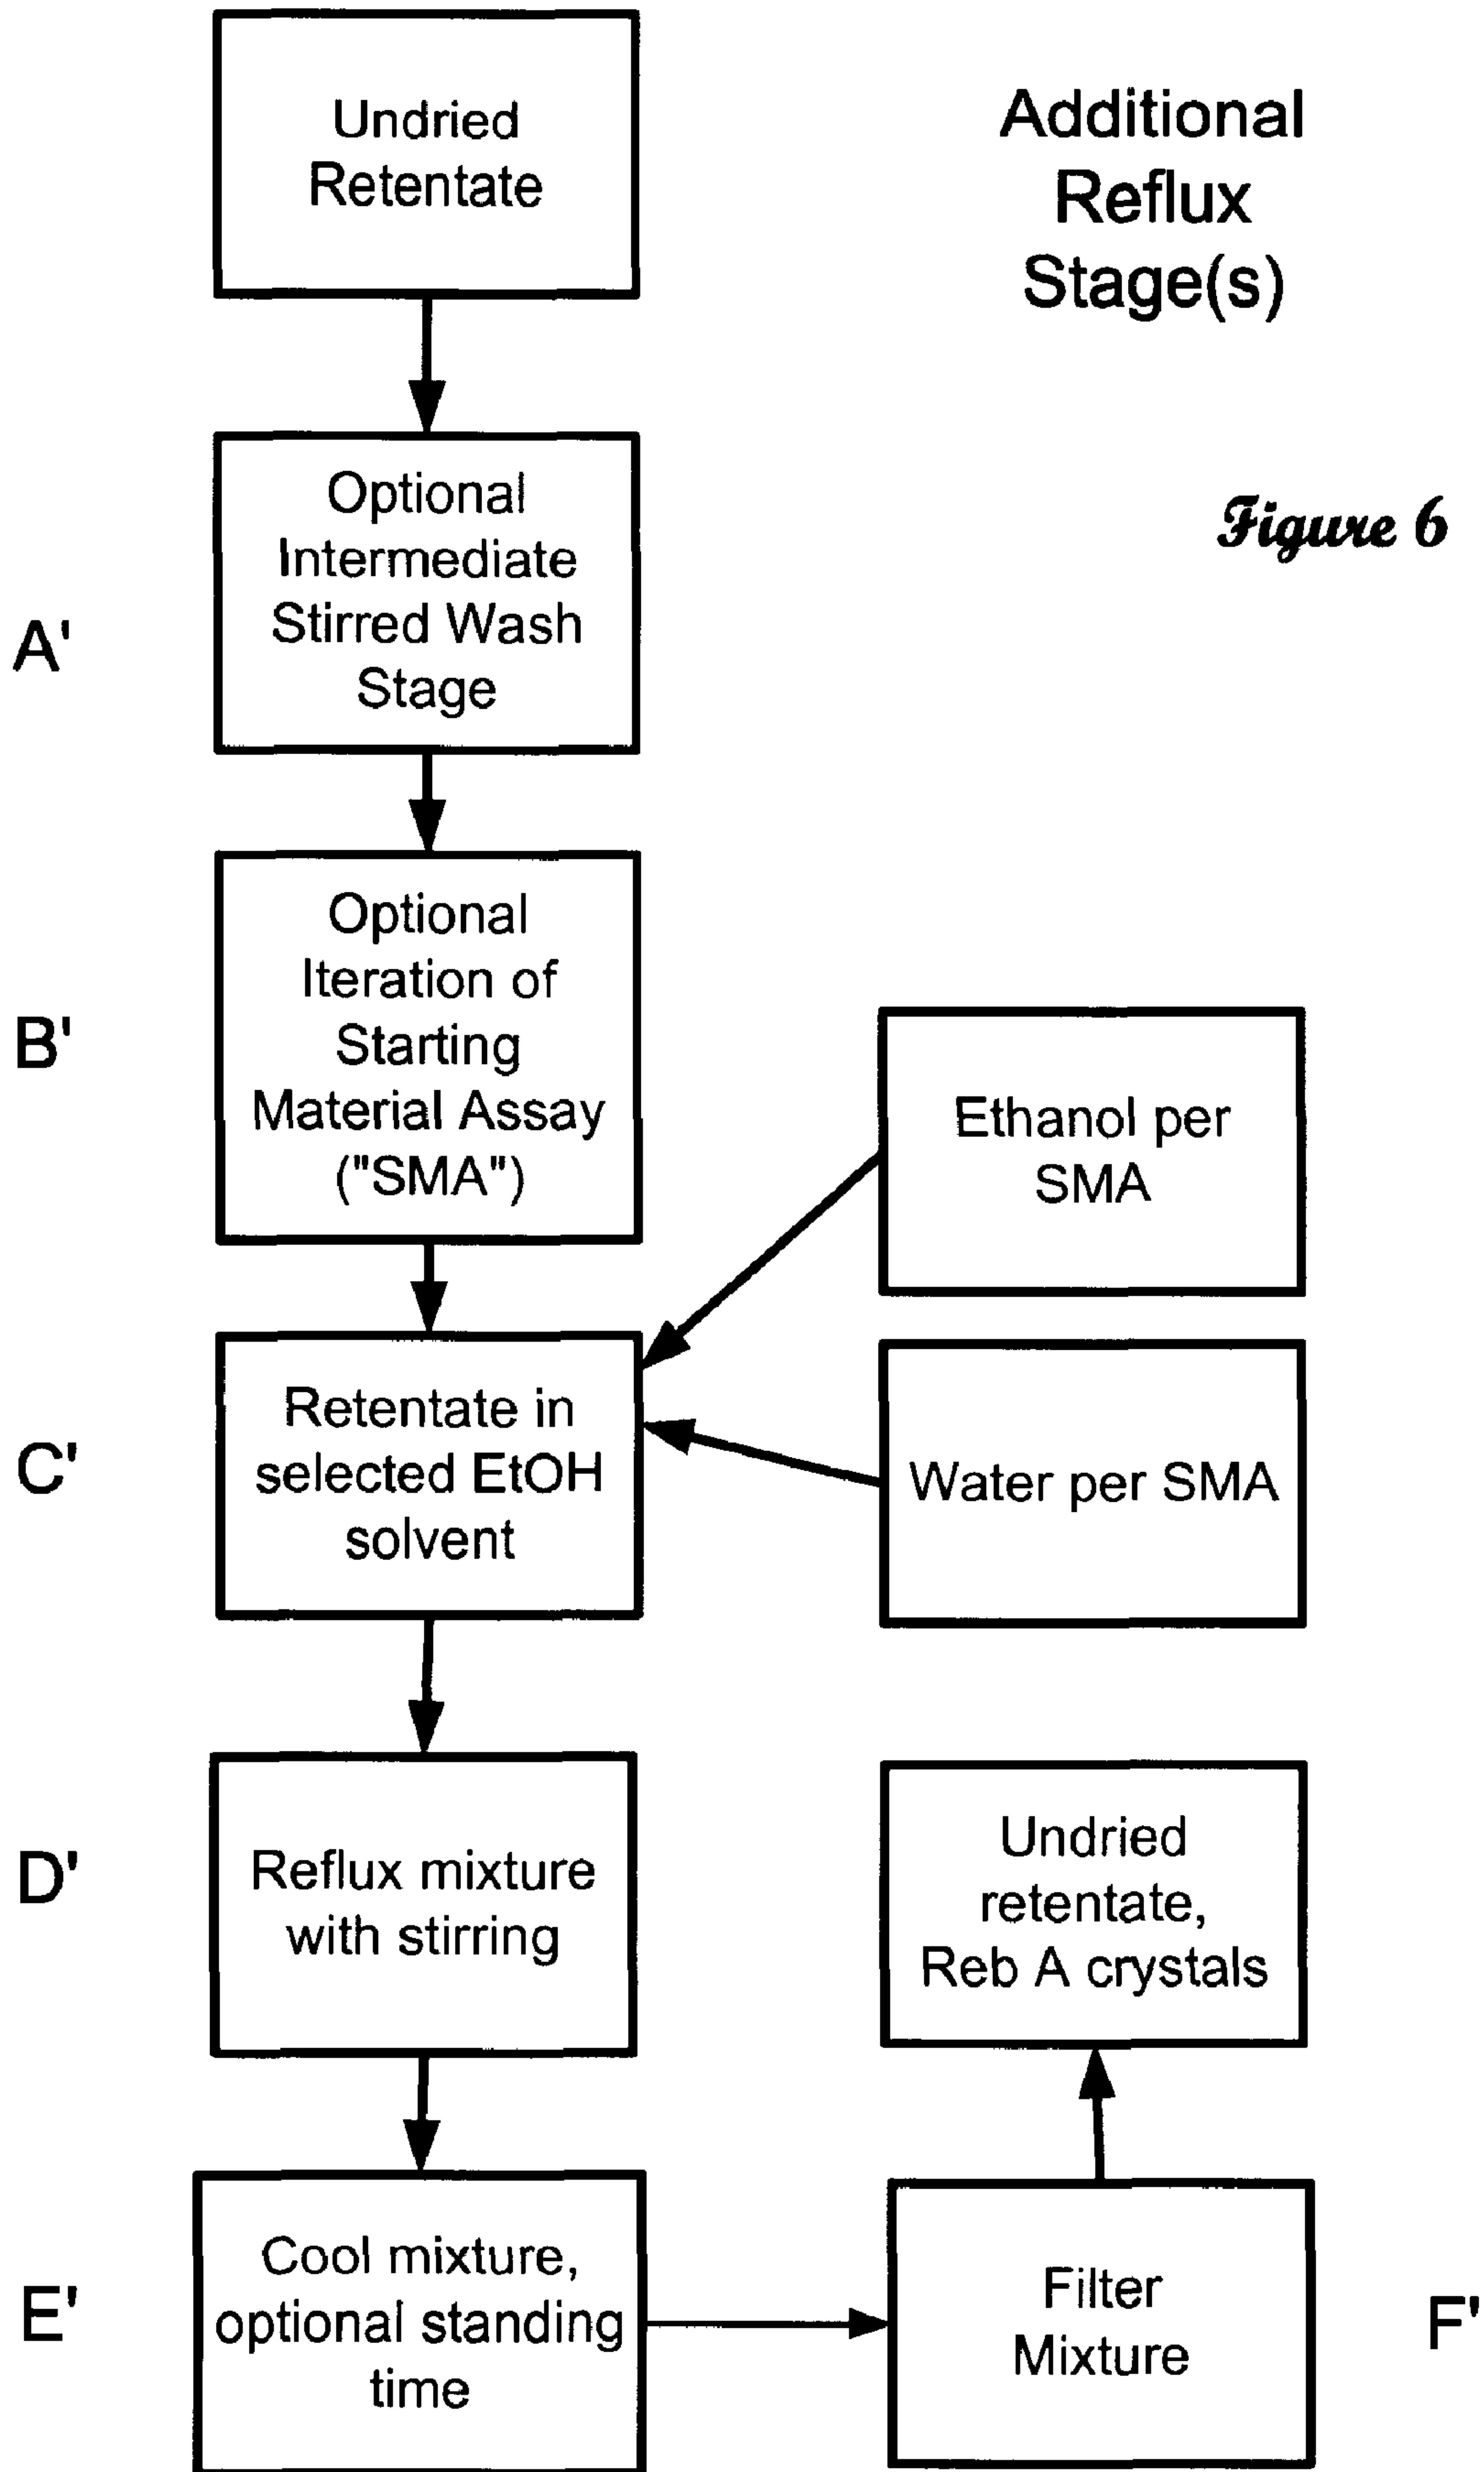 Undried
Retentate
Additional
Reflux
Stage(s)
Figure 6
A'
Optional
Intermediate
Stirred Wash
Stage
B'
Optional
Iteration of
Starting
Material Assay
("SMA")
Ethanol per
SMA
C'
Retentate in
selected EtOH
solvent
Water per SMA
D'
Reflux mixture
with stirring
Undried
retentate,
Reb A crystals
E'
Cool mixture,
optional standing
time
Filter
Mixture
F'